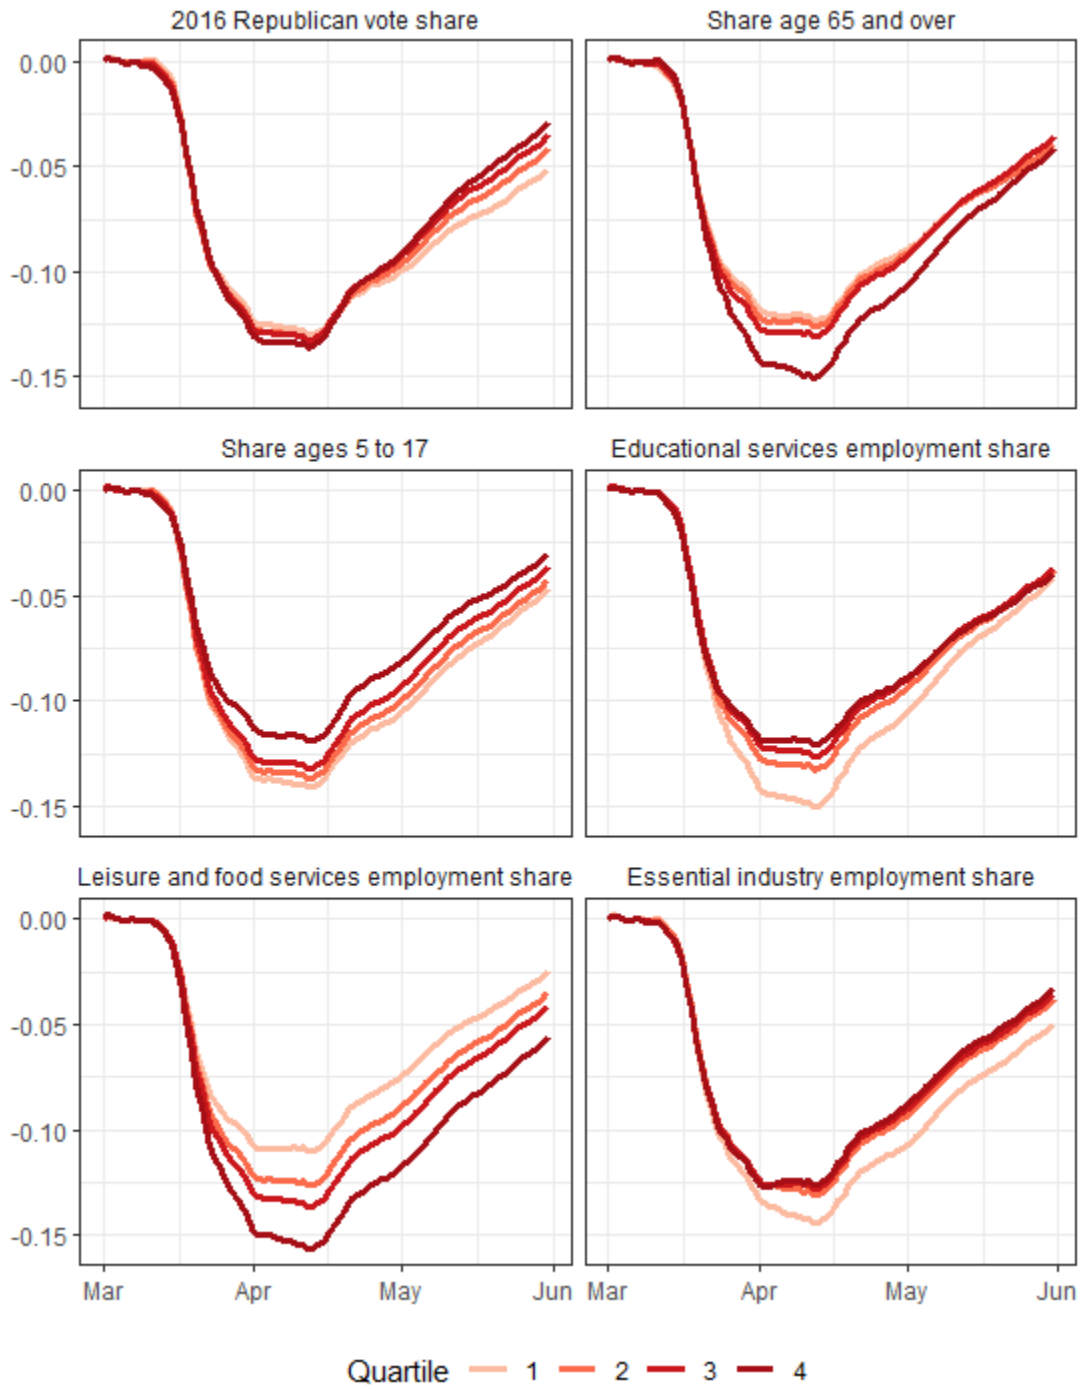 2016 Republican vote share
Share age 65 and over
0.00
-0.05
-0.10
-0.15
Share ages 5 to 17
Educational services employment share
0.00
-0.05
-0.10
-0.15
Leisure and food services employment share
Essential industry employment share
0.00
-0.05
-0.10
-0.15
Mar Apr May Jun Mar Apr May Jun
Quartile 1 2 3 4